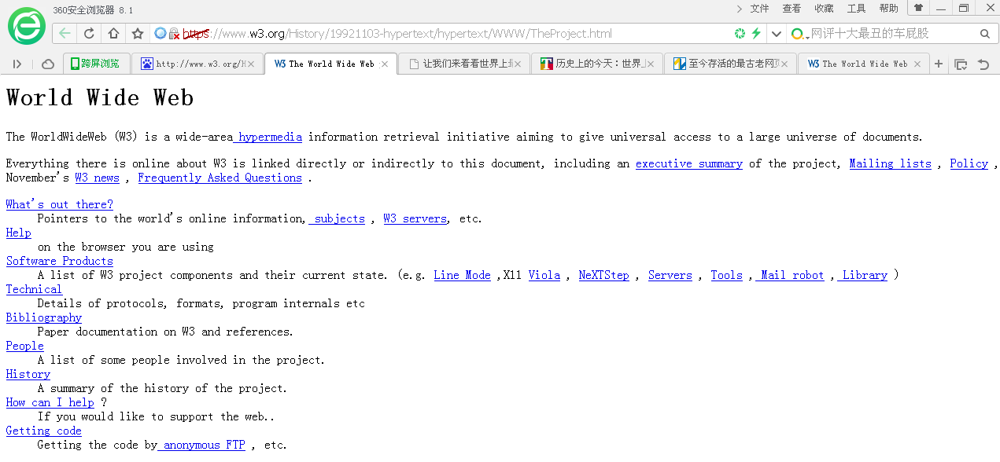 360安全浏览器 8.1
文件 查看 收藏 工具 帮助
https://www.w3.org/History/19921103-hypertext/hypertext/WWW/TheProject.html
网评十大最丑的车屁股
跨屏浏览
http://www.w3.org/H
The World Wide Web
让我们来看看世界上
历史上的今天：世界
至今存活的最古老网页
The World Wide Web
World Wide Web
The WorldWideWeb (W3) is a wide-area hypermedia information retrieval initiative aiming to give universal access to a large universe of documents.
Everything there is online about W3 is linked directly or indirectly to this document, including an executive summary of the project, Mailing lists , Policy ,
November's W3 news , Frequently Asked Questions .
What's out there?
Pointers to the world's online information, subjects , W3 servers, etc.
Help
on the browser you are using
Software Products
A list of W3 project components and their current state. (e.g. Line Mode ,X11 Viola , NeXTStep , Servers , Tools , Mail robot , Library )
Technical
Details of protocols, formats, program internals etc
Bibliography
Paper documentation on W3 and references.
People
A list of some people involved in the project.
History
A summary of the history of the project.
How can I help ?
If you would like to support the web..
Getting code
Getting the code by anonymous FTP , etc.